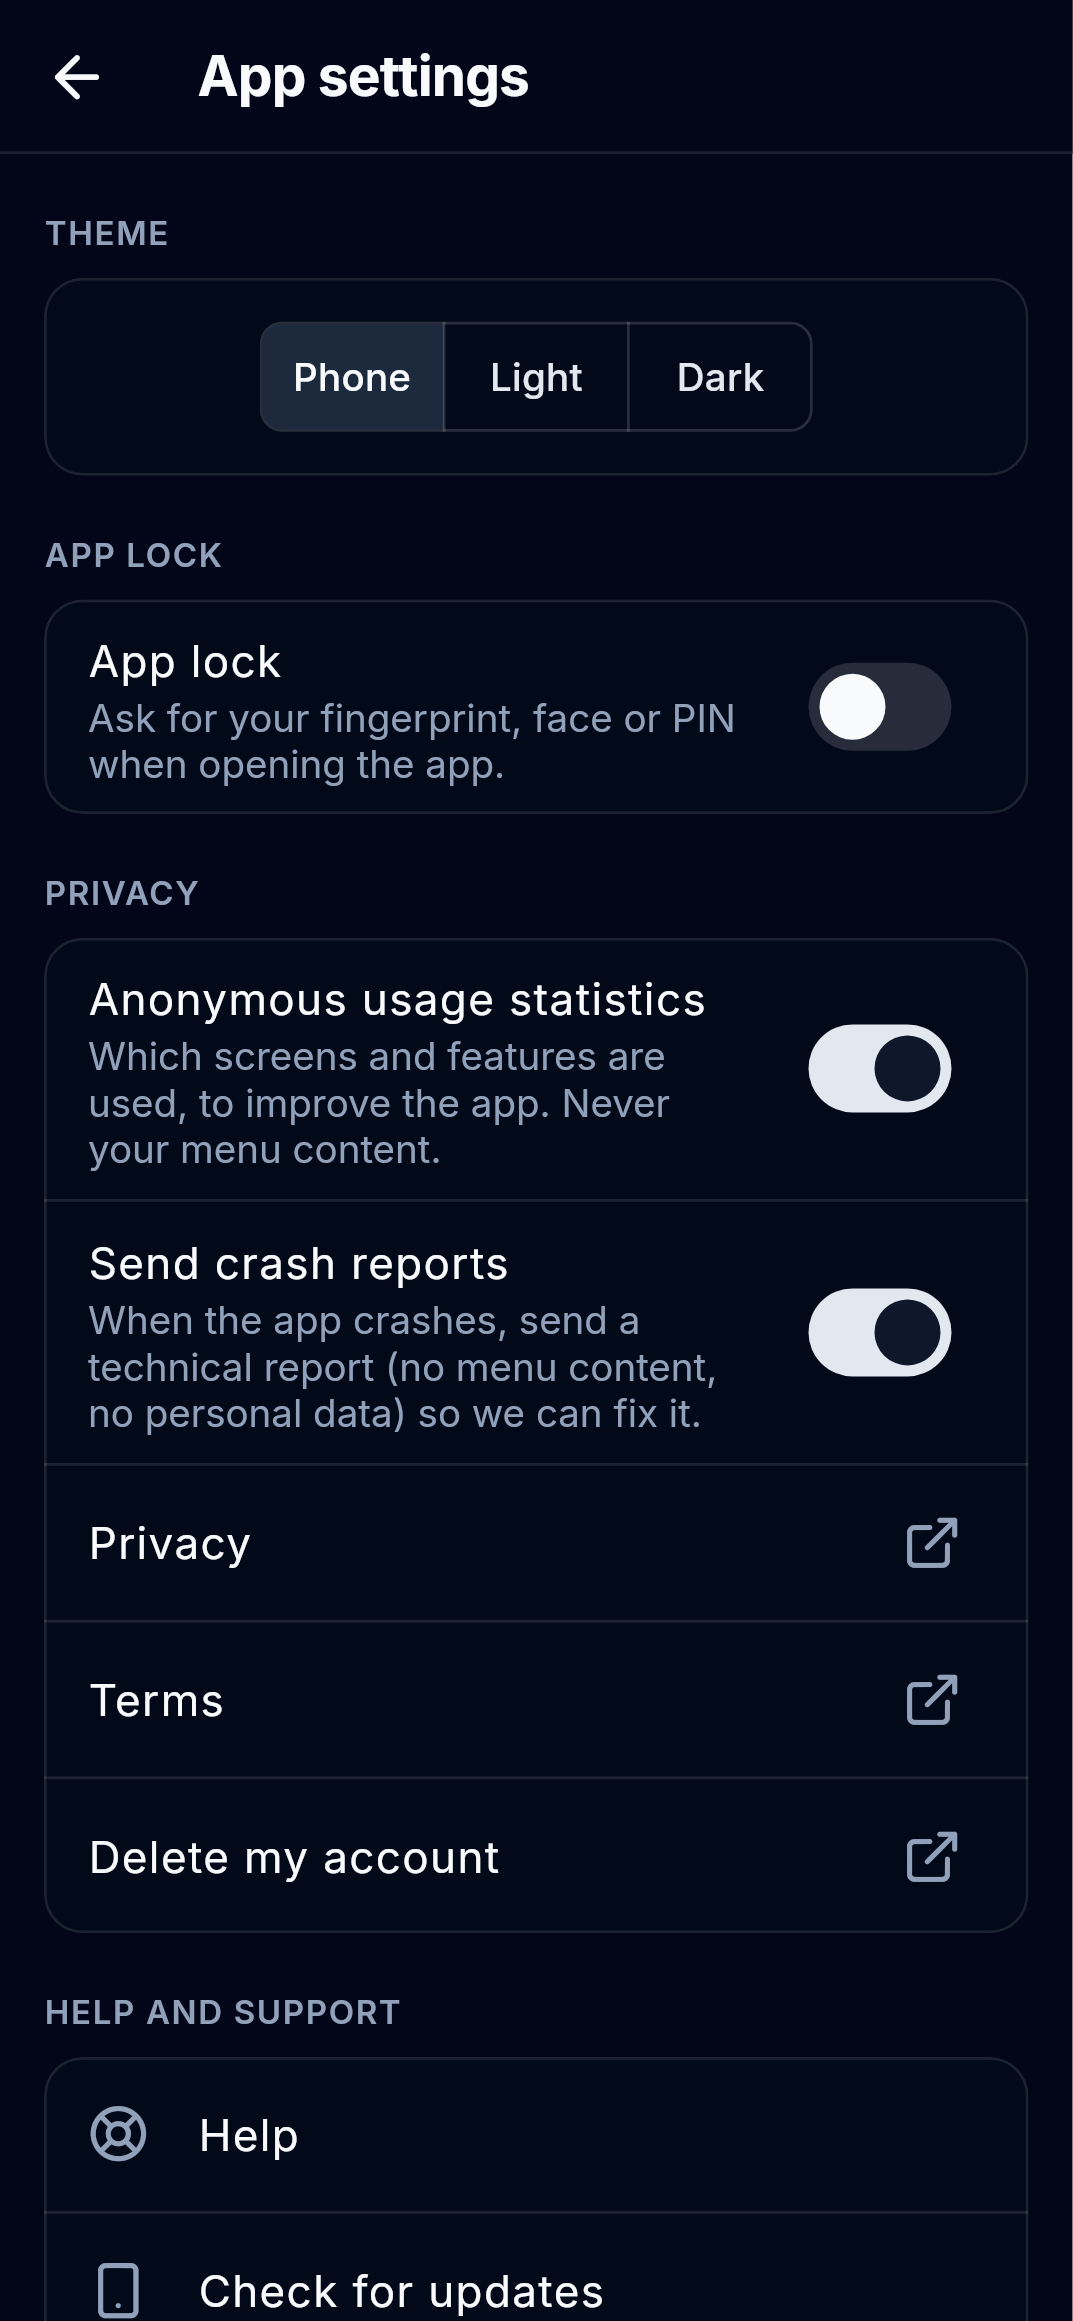 App settings
THEME
Phone Light Dark
APP LOCK
App lock
Ask for your fingerprint, face or PIN
when opening the app.
PRIVACY
Anonymous usage statistics
Which screens and features are
used, to improve the app. Never
your menu content.
Send crash reports
When the app crashes, send a
technical report (no menu content,
no personal data) so we can fix it.
Privacy
Terms
Delete my account
HELP AND SUPPORT
Help
Check for updates